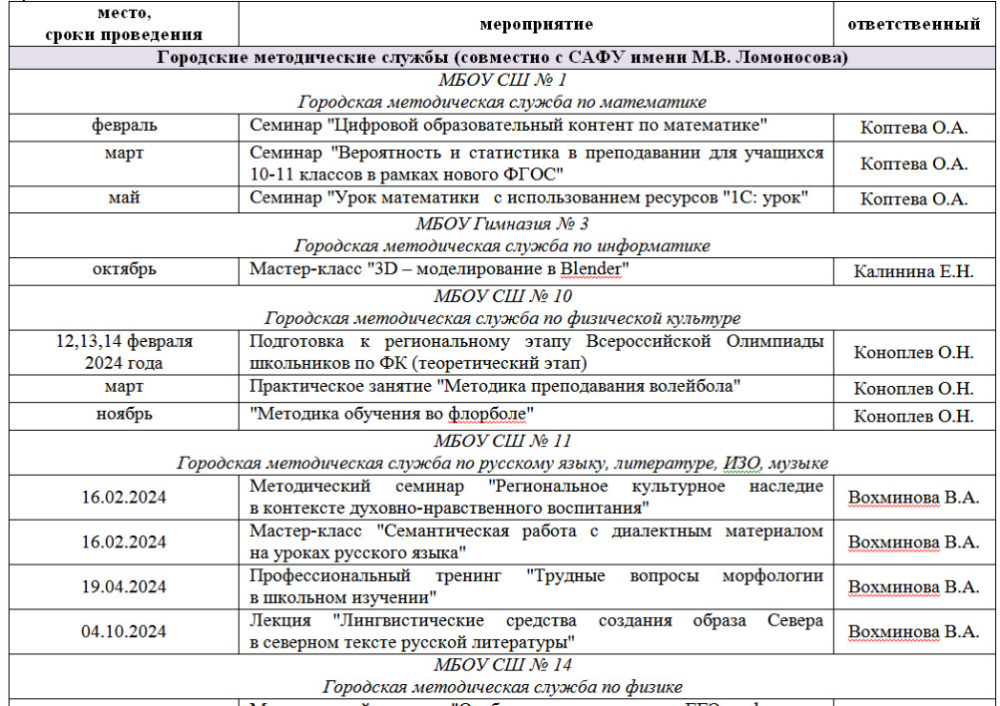 место,
сроки проведения
мероприятие
ответственный
Городские методические службы (совместно с САФУ имени М.В. Ломоносова)
МБОУ СШ № 1
Городская методическая служба по математике
февраль
Семинар "Цифровой образовательный контент по математике"
Коптева О.А.
март
Семинар "Вероятность и статистика в преподавании для учащихся
10-11 классов в рамках нового ФГОС"
Коптева О.А.
май
Семинар "Урок математики с использованием ресурсов "1С: урок"
Коптева О.А.
МБОУ Гимназия № 3
Городская методическая служба по информатике
октябрь
Мастер-класс "3D – моделирование в Blender"
Калинина Е.Н.
МБОУ СШ № 10
Городская методическая служба по физической культуре
12,13,14 февраля
2024 года
Подготовка к региональному этапу Всероссийской Олимпиады
школьников по ФК (теоретический этап)
Коноплев О.Н.
март
Практическое занятие "Методика преподавания волейбола"
Коноплев О.Н.
ноябрь
"Методика обучения во флорболе"
Коноплев О.Н.
МБОУ СШ № 11
Городская методическая служба по русскому языку, литературе, ИЗО, музыке
16.02.2024
Методический семинар "Региональное культурное наследие
в контексте духовно-нравственного воспитания"
Вохминова В.А.
16.02.2024
Мастер-класс "Семантическая работа с диалектным материалом
на уроках русского языка"
Вохминова В.А.
19.04.2024
Профессиональный тренинг "Трудные вопросы морфологии
в школьном изучении"
Вохминова В.А.
04.10.2024
Лекция "Лингвистические средства создания образа Севера
в северном тексте русской литературы"
Вохминова В.А.
МБОУ СШ № 14
Городская методическая служба по физике